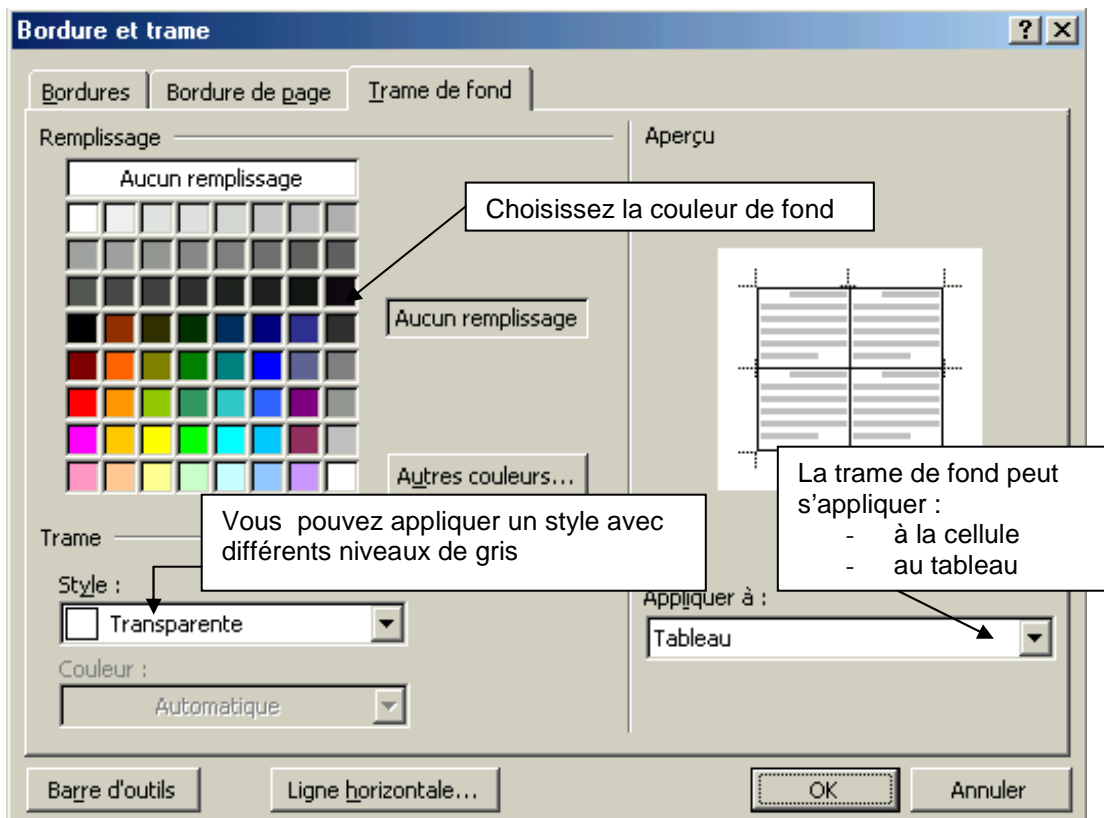 Bordure et trame
Bordures
Bordure de page
Trame de fond
Remplissage
Aucun remplissage
Choisissez la couleur de fond
Aucun remplissage
Autres couleurs...
Aperçu
La trame de fond peut
s'appliquer :
- à la cellule
- au tableau
Trame
Vous pouvez appliquer un style avec
différents niveaux de gris
Style :
Transparente
Couleur :
Automatique
Appliquer à :
Tableau
Barre d'outils
Ligne horizontale...
OK
Annuler